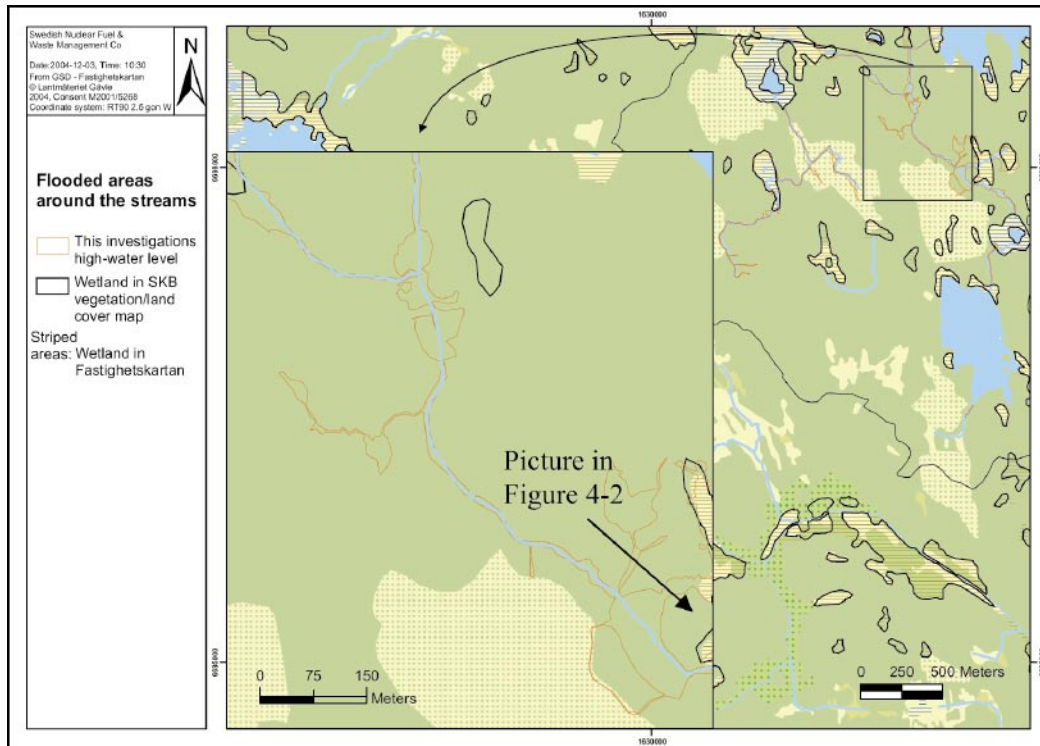 Swedish Nuclear Fuel &
Waste Management Co
Date:2004-12-03, Time: 10:30
From GSD - Fastighetskartan
© Lantmäteriet Gävle
2004, Consent M2001/5268
Coordinate system: RT90 2.5 gon W
N
Flooded areas
around the streams
This investigations
high-water level
Wetland in SKB
vegetation/land
cover map
Striped
areas: Wetland in
Fastighetskartan
1630000
Picture in
Figure 4-2
0 75 150
Meters
0 250 500
Meters
1630000